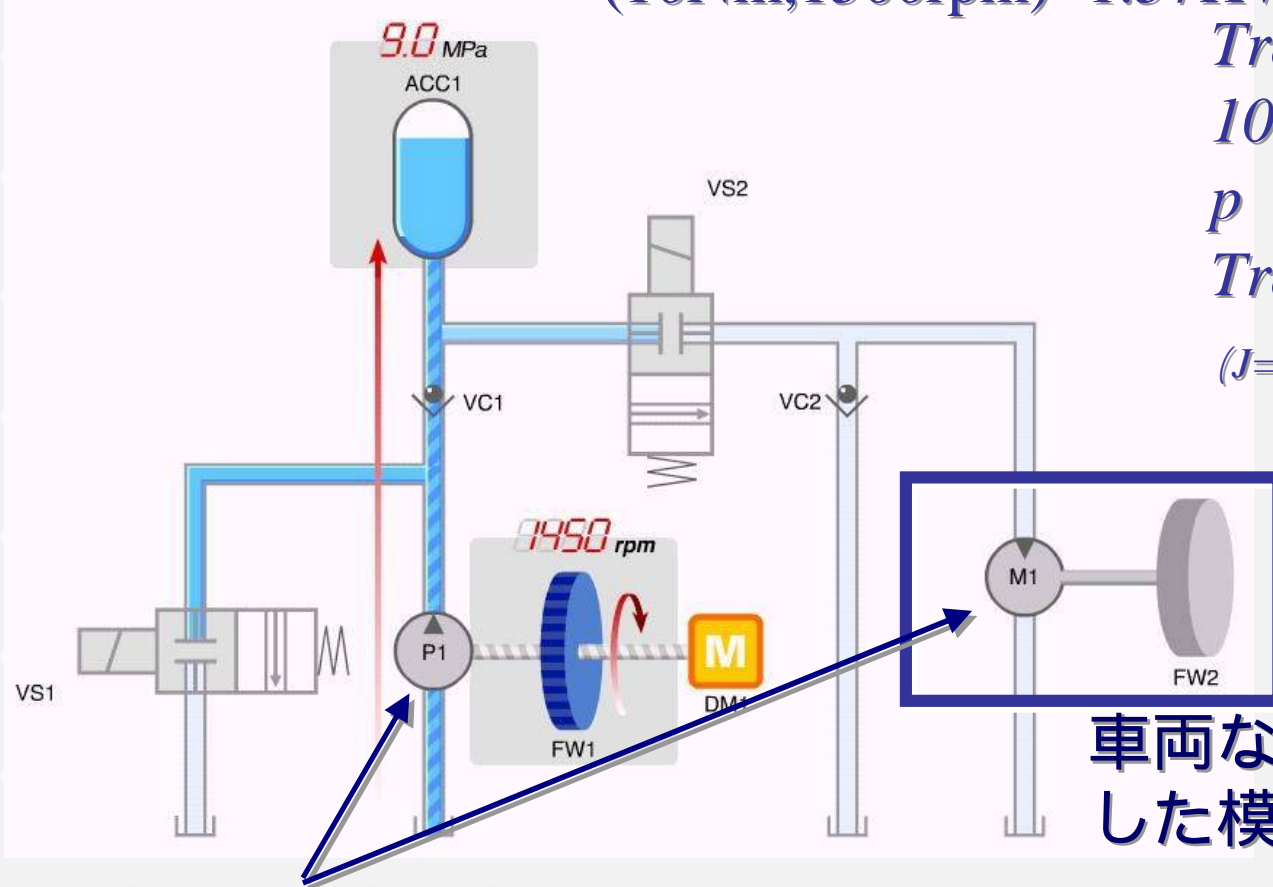 9.0 MPa
ACC1
10
p
VS2
(J=
VC1
VC2
1450 rpm
M1
P1
M
VS1
DM1
FW2
FW1
車両な
した模